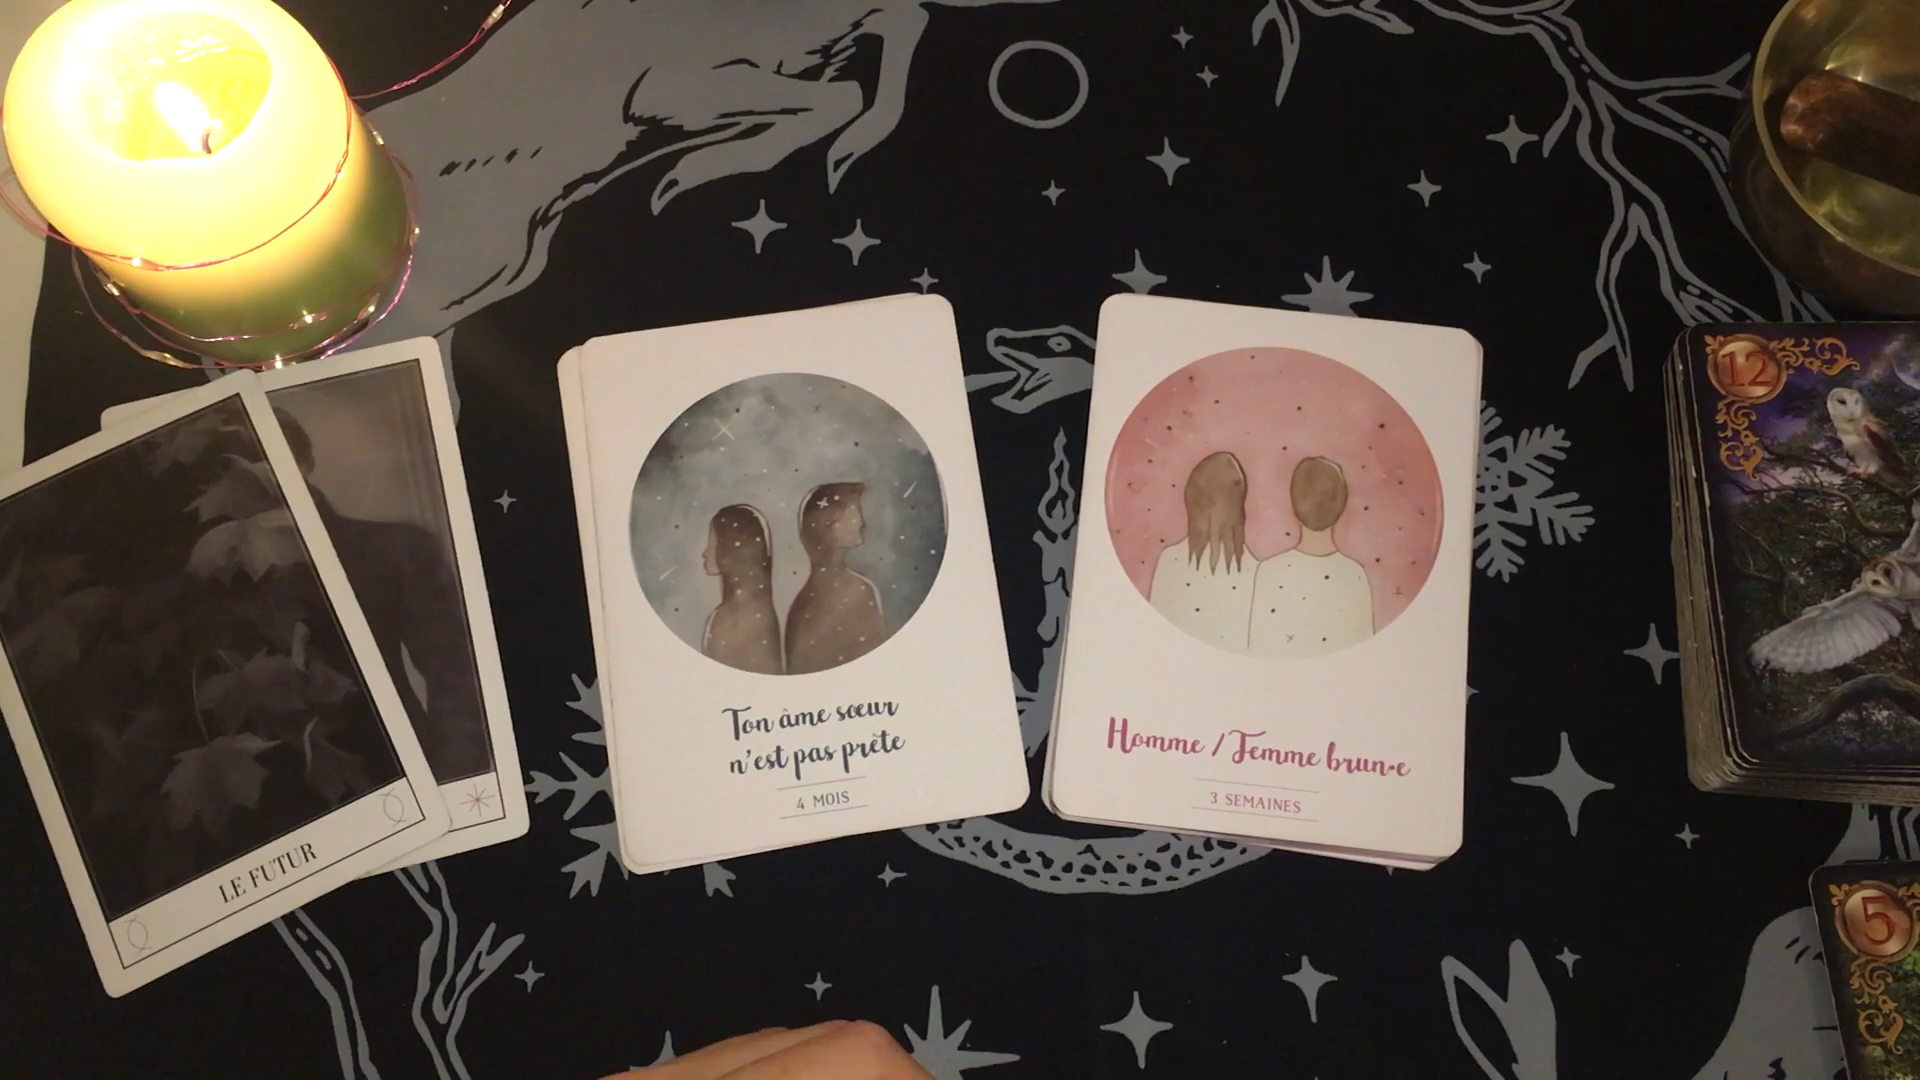 LE FUTUR
Ton âme sœur
n'est pas prête
4 MOIS
Homme / Femme brun•e
3 SEMAINES
12
5